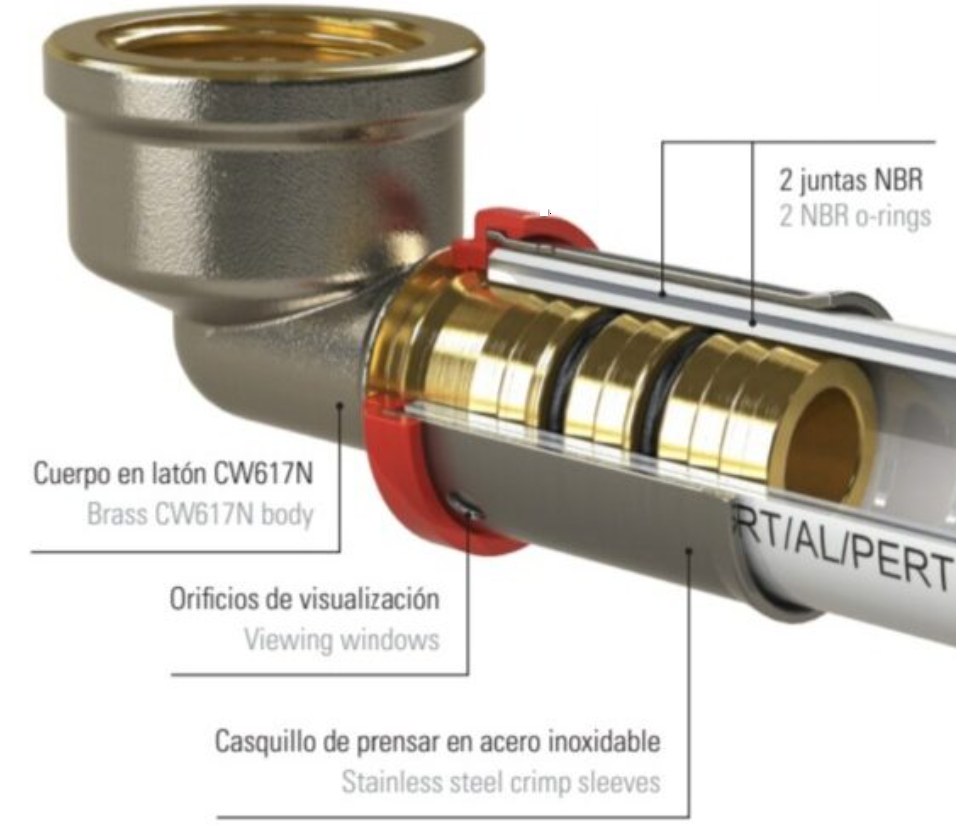 2 juntas NBR
2 NBR o-rings
Cuerpo en latón CW617N
Brass CW617N body
RT/AL/PERT
Orificios de visualización
Viewing windows
Casquillo de prensar en acero inoxidable
Stainless steel crimp sleeves